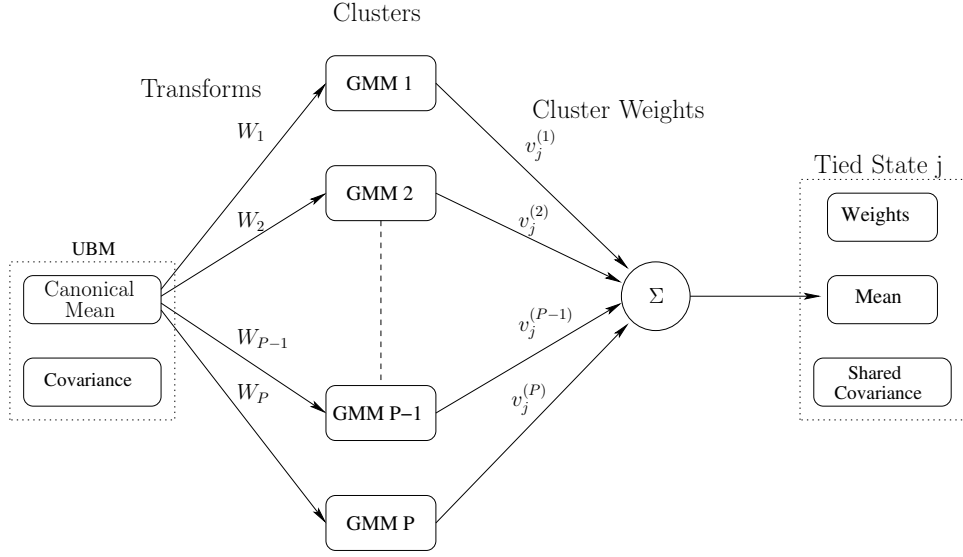 Clusters
Transforms
GMM 1
Cluster Weights
W_1
v_j^{(1)}
Tied State j
GMM 2
Weights
W_2
v_j^{(2)}
UBM
Canonical
Mean
Σ
Mean
W_{P−1}
v_j^{(P−1)}
Covariance
Shared
Covariance
W_P
v_j^{(P)}
GMM P−1
GMM P